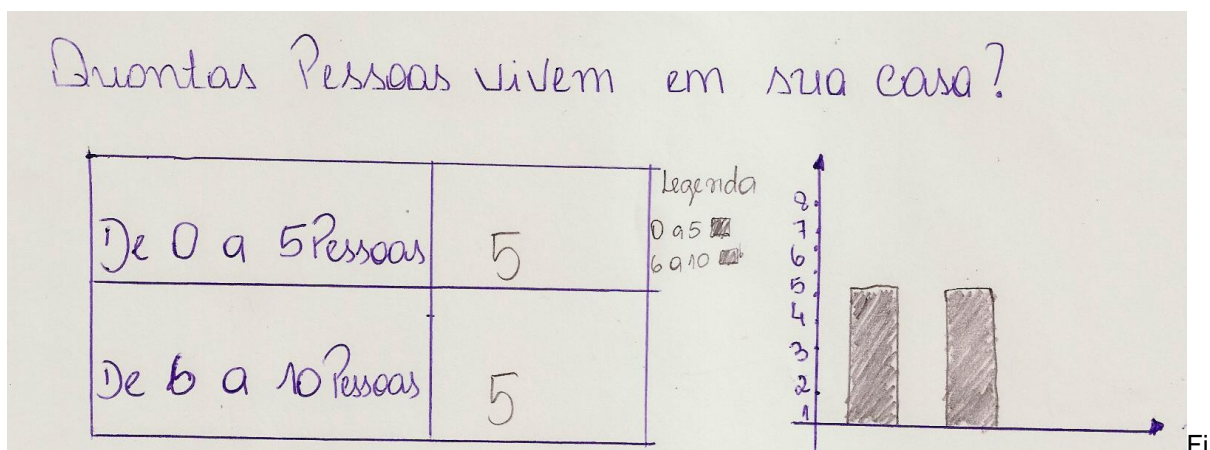 Quantas Pessoas vivem em sua casa?
De 0 a 5 Pessoas 5
De 6 a 10 Pessoas 5
Legenda
0 a 5
6 a 10
8
7
6
5
4
3
2
1
Fi